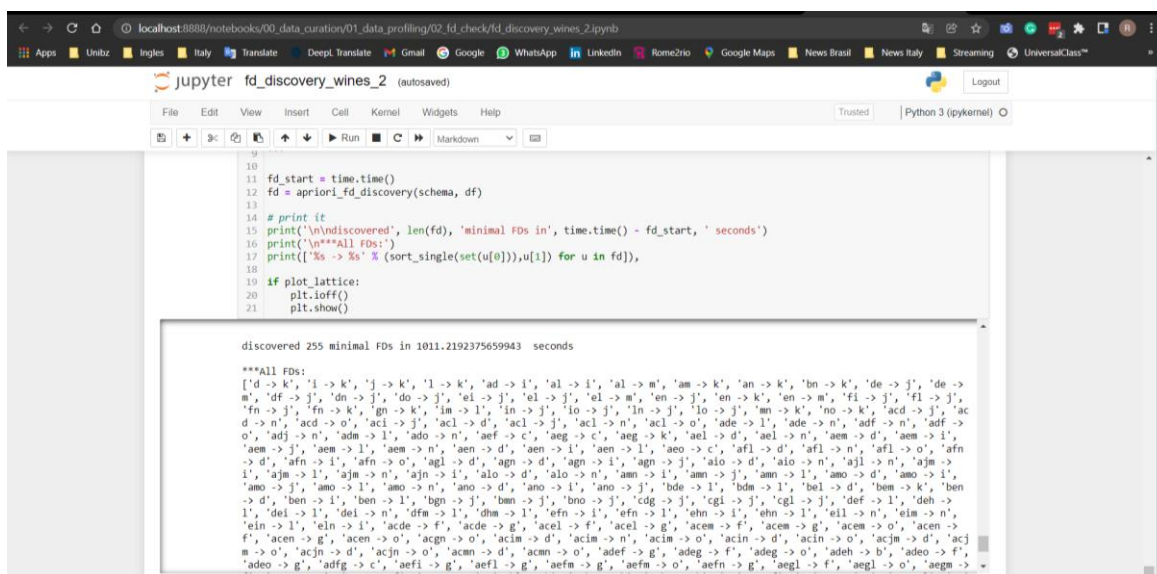 localhost:8888/notebooks/00_data_curation/01_data_profiling/02_fd_check/fd_discovery_wines_2.ipynb
Apps Unibz Ingles Italy Translate DeepL Translate Gmail Google WhatsApp LinkedIn Rome2rio Google Maps News Brasil News Italy Streaming UniversalClass™ »
jupyter fd_discovery_wines_2 (autosaved) Logout
File Edit View Insert Cell Kernel Widgets Help Trusted Python 3 (ipykernel)
Run Markdown
10
11 fd_start = time.time()
12 fd = apriori_fd_discovery(schema, df)
13
14 # print it
15 print('\n\ndiscovered', len(fd), 'minimal FDs in', time.time() - fd_start, ' seconds')
16 print('\n***All FDs:')
17 print(['%s -> %s' % (sort_single(set(u[0])),u[1]) for u in fd]),
18
19 if plot_lattice:
20 plt.ioff()
21 plt.show()
discovered 255 minimal FDs in 1011.2192375659943 seconds
***All FDs:
['d -> k', 'i -> k', 'j -> k', 'l -> k', 'ad -> i', 'al -> i', 'al -> m', 'am -> k', 'an -> k', 'bn -> k', 'de -> j', 'de ->
m', 'df -> j', 'dn -> j', 'do -> j', 'ei -> j', 'el -> j', 'el -> m', 'en -> j', 'en -> k', 'en -> m', 'fi -> j', 'fl -> j',
'fn -> j', 'fn -> k', 'gn -> k', 'im -> l', 'in -> j', 'io -> j', 'ln -> j', 'lo -> j', 'mn -> k', 'no -> k', 'acd -> j', 'ac
d -> n', 'acd -> o', 'aci -> j', 'acl -> d', 'acl -> j', 'acl -> n', 'acl -> o', 'ade -> l', 'ade -> n', 'adf -> n', 'adf ->
o', 'adj -> n', 'adm -> l', 'ado -> n', 'aef -> c', 'aeg -> c', 'aeg -> k', 'ael -> d', 'ael -> n', 'aem -> d', 'aem -> i',
'aem -> j', 'aem -> l', 'aem -> n', 'aen -> d', 'aen -> i', 'aen -> l', 'aeo -> c', 'afl -> d', 'afl -> n', 'afl -> o', 'afn
-> d', 'afn -> i', 'afn -> o', 'agl -> d', 'agn -> d', 'agn -> i', 'agn -> j', 'aio -> d', 'aio -> n', 'ajl -> n', 'ajm ->
i', 'ajm -> l', 'ajm -> n', 'ajn -> i', 'alo -> d', 'alo -> n', 'amn -> i', 'amn -> j', 'amn -> l', 'amo -> d', 'amo -> i',
'amo -> j', 'amo -> l', 'amo -> n', 'ano -> d', 'ano -> i', 'ano -> j', 'bde -> l', 'bdm -> l', 'bel -> d', 'bem -> k', 'ben
-> d', 'ben -> i', 'ben -> l', 'bgn -> j', 'bmn -> j', 'bno -> j', 'cdg -> j', 'cgi -> j', 'cgl -> j', 'def -> l', 'deh ->
l', 'dei -> l', 'dei -> n', 'dfm -> l', 'dhm -> l', 'efn -> i', 'efn -> l', 'ehn -> i', 'ehn -> l', 'eil -> n', 'eim -> n',
'ein -> l', 'eln -> i', 'acde -> f', 'acde -> g', 'acel -> f', 'acel -> g', 'acem -> f', 'acem -> g', 'acem -> o', 'acen ->
f', 'acen -> g', 'acen -> o', 'acgn -> o', 'acim -> d', 'acim -> n', 'acim -> o', 'acin -> d', 'acin -> o', 'acjm -> d', 'acj
m -> o', 'acjn -> d', 'acjn -> o', 'acmn -> d', 'acmn -> o', 'adef -> g', 'adeg -> f', 'adeg -> o', 'adeh -> b', 'adeo -> f',
'adeo -> g', 'adfg -> c', 'aefi -> g', 'aefl -> g', 'aefm -> g', 'aefm -> o', 'aefn -> g', 'aegl -> f', 'aegl -> o', 'aegm ->